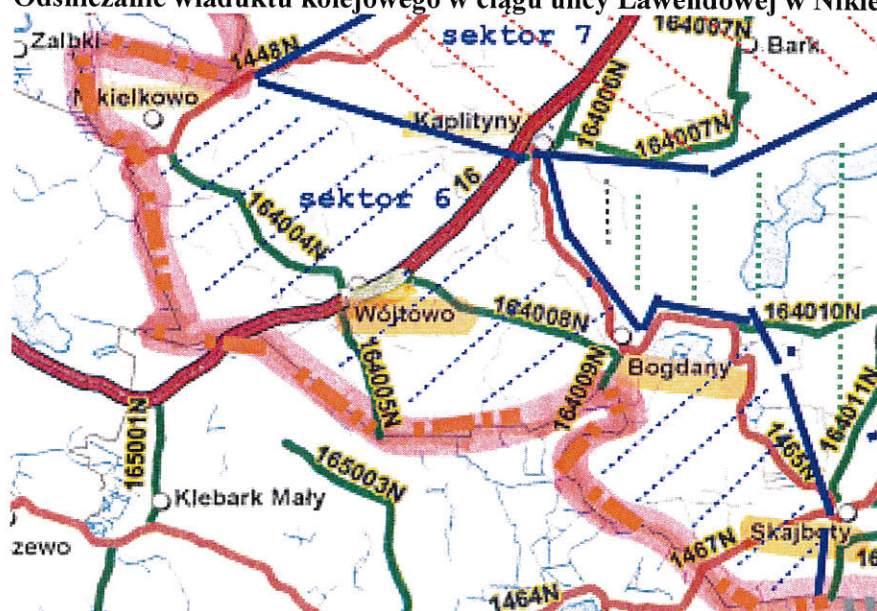 Odśnieżanie wiaduktu kolejowego w ciągu ulicy Lawendowej w Nikie
sektor 7
164007N
Bark
Zalbki
1448N
Nikielkowo
Kaplityny
164006N
164007N
sektor 6
16
164004N
Wójtowo
164008N
164010N
Bogdany
164005N
164009N
165001N
165003N
1465N
164011N
Klebark Mały
Skajboty
zewo
1467N
16
1464N